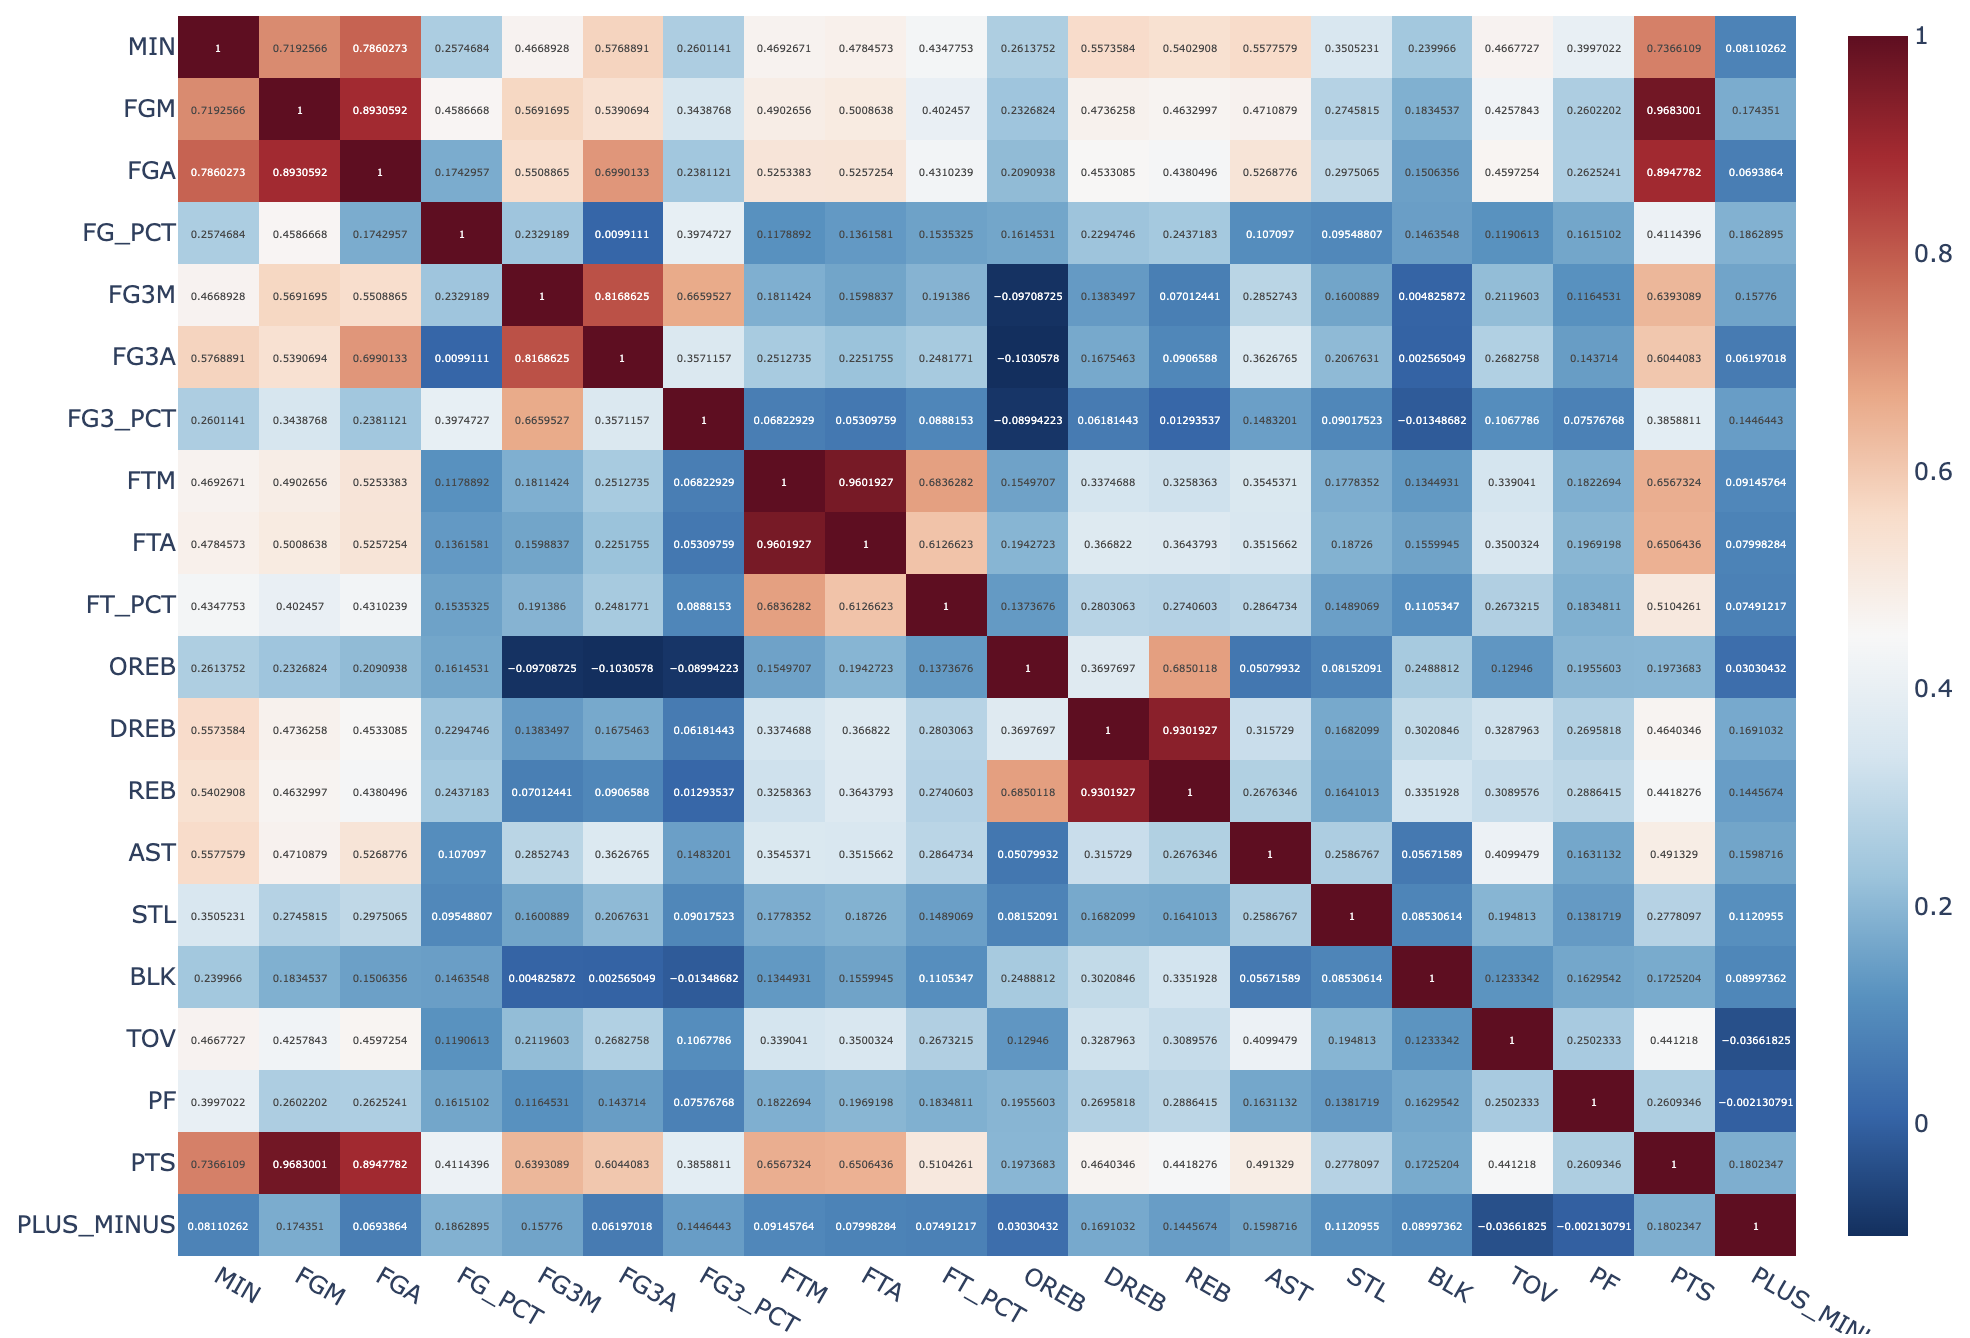 MIN 1 0.7192566 0.7860273 0.2574684 0.4668928 0.5768891 0.2601141 0.4692671 0.4784573 0.4347753 0.2613752 0.5573584 0.5402908 0.5577579 0.3505231 0.239966 0.4667727 0.3997022 0.7366109 0.08110262 1
FGM 0.7192566 1 0.8930592 0.4586668 0.5691695 0.5390694 0.3438768 0.4902656 0.5008638 0.402457 0.2326824 0.4736258 0.4632997 0.4710879 0.2745815 0.1834537 0.4257843 0.2602202 0.9683001 0.174351
FGA 0.7860273 0.8930592 1 0.1742957 0.5508865 0.6990133 0.2381121 0.5253383 0.5257254 0.4310239 0.2090938 0.4533085 0.4380496 0.5268776 0.2975065 0.1506356 0.4597254 0.2625241 0.8947782 0.0693864
FG_PCT 0.2574684 0.4586668 0.1742957 1 0.2329189 0.0099111 0.3974727 0.1178892 0.1361581 0.1535325 0.1614531 0.2294746 0.2437183 0.107097 0.09548807 0.1463548 0.1190613 0.1615102 0.4114396 0.1862895 0.8
FG3M 0.4668928 0.5691695 0.5508865 0.2329189 1 0.8168625 0.6659527 0.1811424 0.1598837 0.191386 −0.09708725 0.1383497 0.07012441 0.2852743 0.1600889 0.004825872 0.2119603 0.1164531 0.6393089 0.15776
FG3A 0.5768891 0.5390694 0.6990133 0.0099111 0.8168625 1 0.3571157 0.2512735 0.2251755 0.2481771 −0.1030578 0.1675463 0.0906588 0.3626765 0.2067631 0.002565049 0.2682758 0.143714 0.6044083 0.06197018
FG3_PCT 0.2601141 0.3438768 0.2381121 0.3974727 0.6659527 0.3571157 1 0.06822929 0.05309759 0.0888153 −0.08994223 0.06181443 0.01293537 0.1483201 0.09017523 −0.01348682 0.1067786 0.07576768 0.3858811 0.1446443
FTM 0.4692671 0.4902656 0.5253383 0.1178892 0.1811424 0.2512735 0.06822929 1 0.9601927 0.6836282 0.1549707 0.3374688 0.3258363 0.3545371 0.1778352 0.1344931 0.339041 0.1822694 0.6567324 0.09145764 0.6
FTA 0.4784573 0.5008638 0.5257254 0.1361581 0.1598837 0.2251755 0.05309759 0.9601927 1 0.6126623 0.1942723 0.366822 0.3643793 0.3515662 0.18726 0.1559945 0.3500324 0.1969198 0.6506436 0.07998284
FT_PCT 0.4347753 0.402457 0.4310239 0.1535325 0.191386 0.2481771 0.0888153 0.6836282 0.6126623 1 0.1373676 0.2803063 0.2740603 0.2864734 0.1489069 0.1105347 0.2673215 0.1834811 0.5104261 0.07491217
OREB 0.2613752 0.2326824 0.2090938 0.1614531 −0.09708725 −0.1030578 −0.08994223 0.1549707 0.1942723 0.1373676 1 0.3697697 0.6850118 0.05079932 0.08152091 0.2488812 0.12946 0.1955603 0.1973683 0.03030432 0.4
DREB 0.5573584 0.4736258 0.4533085 0.2294746 0.1383497 0.1675463 0.06181443 0.3374688 0.366822 0.2803063 0.3697697 1 0.9301927 0.315729 0.1682099 0.3020846 0.3287963 0.2695818 0.4640346 0.1691032
REB 0.5402908 0.4632997 0.4380496 0.2437183 0.07012441 0.0906588 0.01293537 0.3258363 0.3643793 0.2740603 0.6850118 0.9301927 1 0.2676346 0.1641013 0.3351928 0.3089576 0.2886415 0.4418276 0.1445674
AST 0.5577579 0.4710879 0.5268776 0.107097 0.2852743 0.3626765 0.1483201 0.3545371 0.3515662 0.2864734 0.05079932 0.315729 0.2676346 1 0.2586767 0.05671589 0.4099479 0.1631132 0.491329 0.1598716
STL 0.3505231 0.2745815 0.2975065 0.09548807 0.1600889 0.2067631 0.09017523 0.1778352 0.18726 0.1489069 0.08152091 0.1682099 0.1641013 0.2586767 1 0.08530614 0.194813 0.1381719 0.2778097 0.1120955 0.2
BLK 0.239966 0.1834537 0.1506356 0.1463548 0.004825872 0.002565049 −0.01348682 0.1344931 0.1559945 0.1105347 0.2488812 0.3020846 0.3351928 0.05671589 0.08530614 1 0.1233342 0.1629542 0.1725204 0.08997362
TOV 0.4667727 0.4257843 0.4597254 0.1190613 0.2119603 0.2682758 0.1067786 0.339041 0.3500324 0.2673215 0.12946 0.3287963 0.3089576 0.4099479 0.194813 0.1233342 1 0.2502333 0.441218 −0.03661825
PF 0.3997022 0.2602202 0.2625241 0.1615102 0.1164531 0.143714 0.07576768 0.1822694 0.1969198 0.1834811 0.1955603 0.2695818 0.2886415 0.1631132 0.1381719 0.1629542 0.2502333 1 0.2609346 −0.002130791 0
PTS 0.7366109 0.9683001 0.8947782 0.4114396 0.6393089 0.6044083 0.3858811 0.6567324 0.6506436 0.5104261 0.1973683 0.4640346 0.4418276 0.491329 0.2778097 0.1725204 0.441218 0.2609346 1 0.1802347
PLUS_MINUS 0.08110262 0.174351 0.0693864 0.1862895 0.15776 0.06197018 0.1446443 0.09145764 0.07998284 0.07491217 0.03030432 0.1691032 0.1445674 0.1598716 0.1120955 0.08997362 −0.03661825 −0.002130791 0.1802347 1
MIN FGM FGA FG_PCT FG3M FG3A FG3_PCT FTM FTA FT_PCT OREB DREB REB AST STL BLK TOV PF PTS